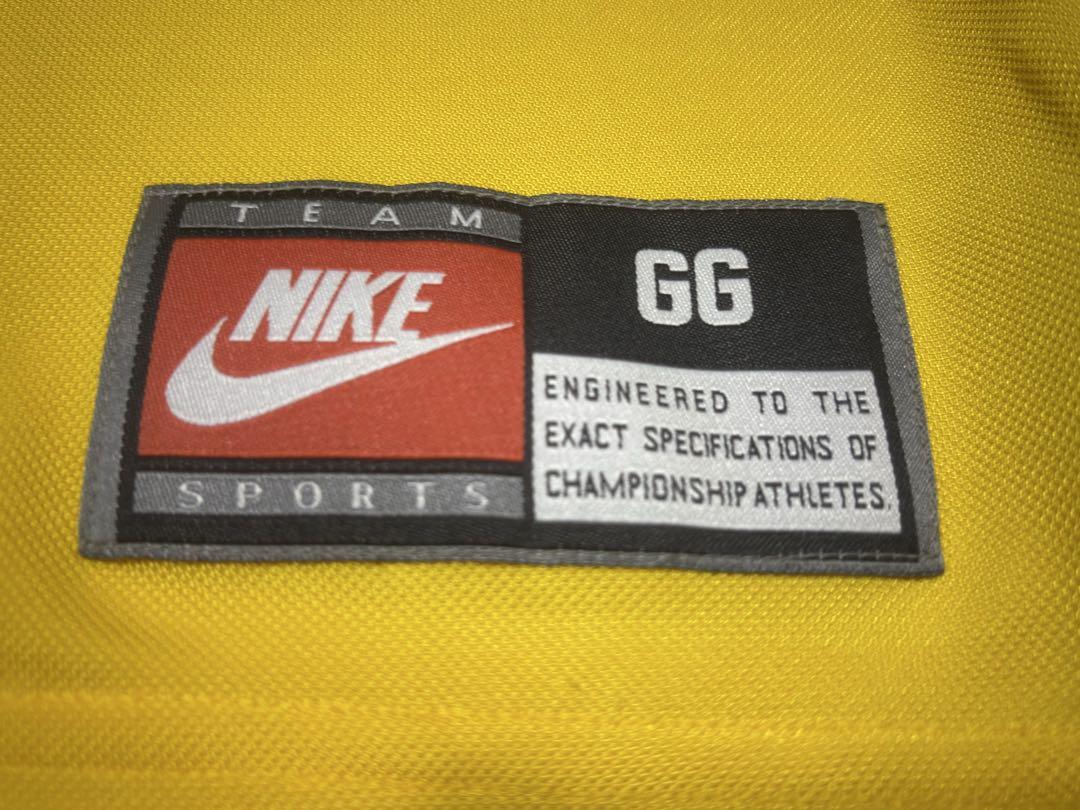 TEAM
NIKE
SPORTS
GG
ENGINEERED TO THE
EXACT SPECIFICATIONS OF
CHAMPIONSHIP ATHLETES.